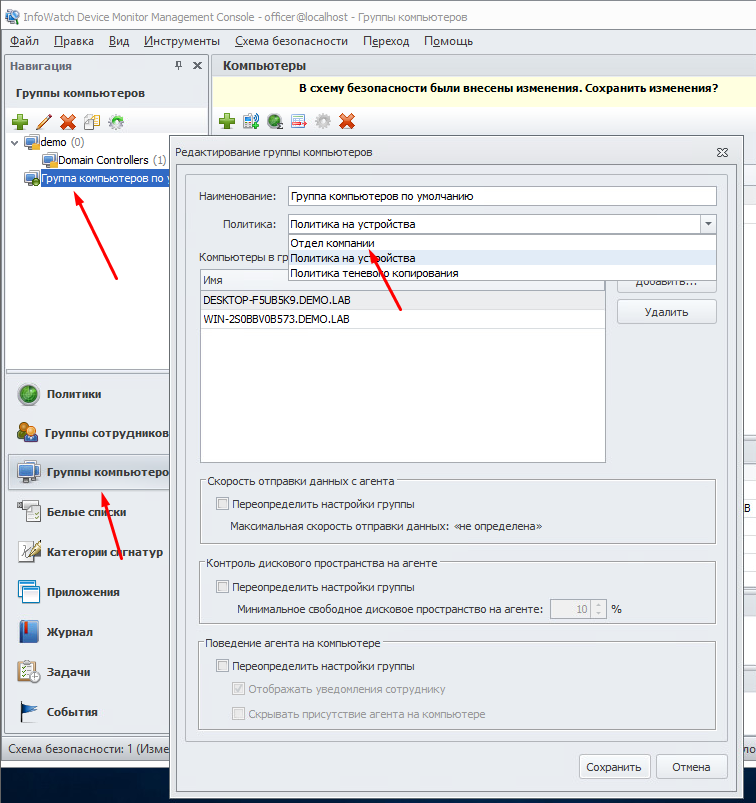 InfoWatch Device Monitor Management Console - officer@localhost - Группы компьютеров
Файл Правка Вид Инструменты Схема безопасности Переход Помощь
Навигация
Группы компьютеров
Компьютеры
В схему безопасности были внесены изменения. Сохранить изменения?
demo (0)
Domain Controllers (1)
Группа компьютеров по
Политики
Группы сотрудников
Группы компьютеро
Белые списки
Категории сигнатур
Приложения
Журнал
Задачи
События
Схема безопасности: 1 (Изме
Редактирование группы компьютеров
Наименование: Группа компьютеров по умолчанию
Политика: Политика на устройства
Отдел компании
Политика на устройства
Политика теневого копирования
Компьютеры в гр
Имя
DESKTOP-F5UB5K9.DEMO.LAB
WIN-2S0BBV0B573.DEMO.LAB
Добавить...
Удалить
Скорость отправки данных с агента
Переопределить настройки группы
Максимальная скорость отправки данных: «не определена»
Контроль дискового пространства на агенте
Переопределить настройки группы
Минимальное свободное дисковое пространство на агенте: 10 %
Поведение агента на компьютере
Переопределить настройки группы
Отображать уведомления сотруднику
Скрывать присутствие агента на компьютере
Сохранить Отмена